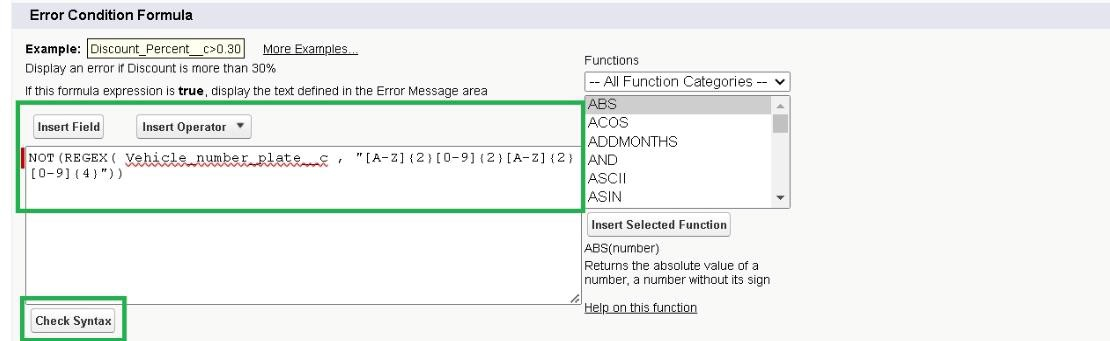 Error Condition Formula
Example: Discount_Percent__c>0.30 More Examples...
Display an error if Discount is more than 30%
If this formula expression is true, display the text defined in the Error Message area
Insert Field Insert Operator
NOT(REGEX( Vehicle_number_plate__c , "[A-Z]{2}[0-9]{2}[A-Z]{2}
[0-9]{4}"))
Check Syntax
Functions
-- All Function Categories --
ABS
ACOS
ADDMONTHS
AND
ASCII
ASIN
Insert Selected Function
ABS(number)
Returns the absolute value of a
number, a number without its sign
Help on this function